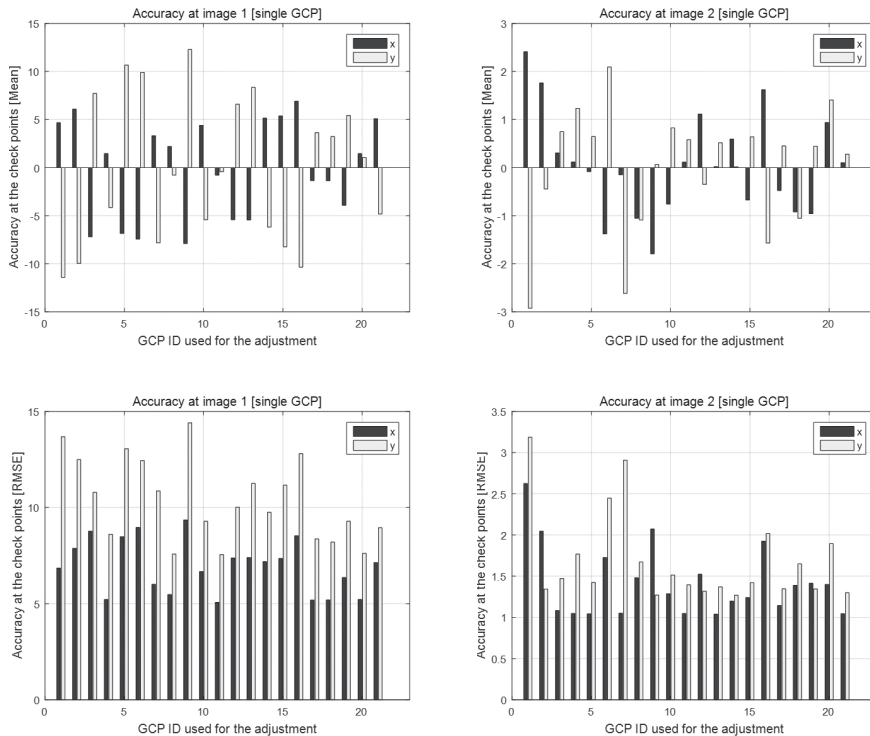 Accuracy at image 1 [single GCP]
Accuracy at the check points [Mean]
15
10
5
0
-5
-10
-15
x
y
0
5
10
15
20
GCP ID used for the adjustment
Accuracy at image 2 [single GCP]
Accuracy at the check points [Mean]
3
2
1
0
-1
-2
-3
x
y
0
5
10
15
20
GCP ID used for the adjustment
Accuracy at image 1 [single GCP]
Accuracy at the check points [RMSE]
15
10
5
0
x
y
0
5
10
15
20
GCP ID used for the adjustment
Accuracy at image 2 [single GCP]
Accuracy at the check points [RMSE]
3.5
3
2.5
2
1.5
1
0.5
0
x
y
0
5
10
15
20
GCP ID used for the adjustment